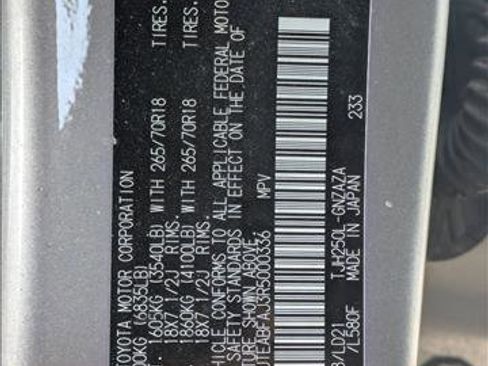 TOYOTA MOTOR CORPORATION
00KG (6835LB)
1605KG (3540LB) WITH 265/70R18 TIRES.
18X7 1/2J RIMS.
1860KG (4100LB) WITH 265/70R18 TIRES.
18X7 1/2J RIMS.
HICLE CONFORMS TO ALL APPLICABLE FEDERAL MOTO
SAFETY STANDARDS IN EFFECT ON THE DATE OF
TURE SHOWN ABOVE.
JTEABFAJ3R5000336 MPV
/LD21 TJH250L-GNZAZA 233
/L580F MADE IN JAPAN